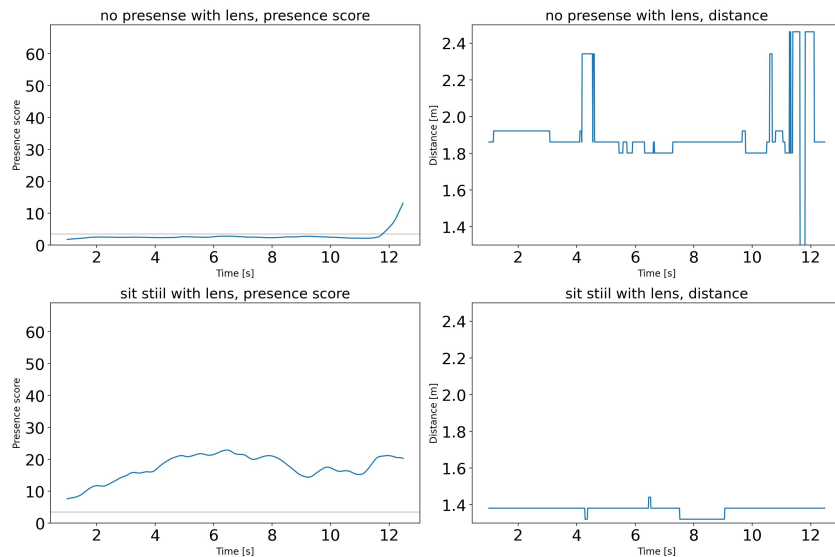 no presense with lens, presence score
60
50
40
30
20
10
0
Presence score
2 4 6 8 10 12
Time [s]
no presense with lens, distance
2.4
2.2
2.0
1.8
1.6
1.4
Distance [m]
2 4 6 8 10 12
Time [s]
sit stiil with lens, presence score
60
50
40
30
20
10
0
Presence score
2 4 6 8 10 12
Time [s]
sit stiil with lens, distance
2.4
2.2
2.0
1.8
1.6
1.4
Distance [m]
2 4 6 8 10 12
Time [s]